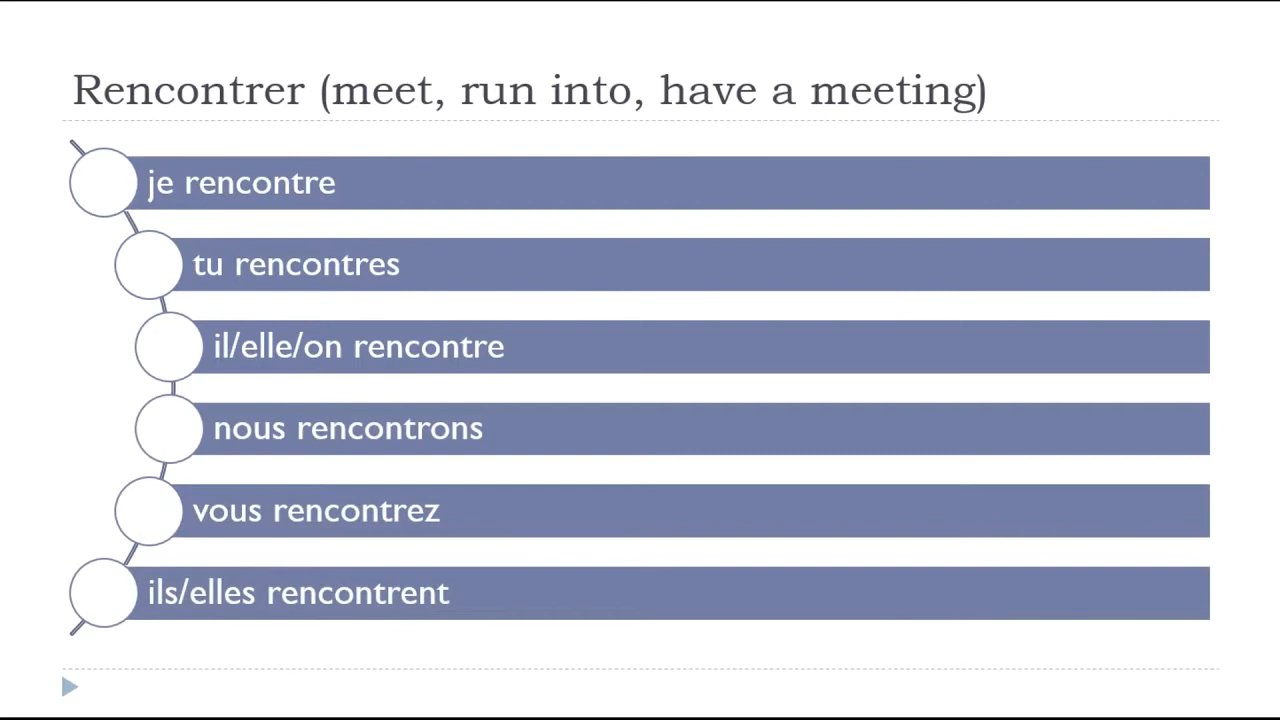 Rencontrer (meet, run into, have a meeting)
je rencontre
tu rencontres
il/elle/on rencontre
nous rencontrons
vous rencontrez
ils/elles rencontrent